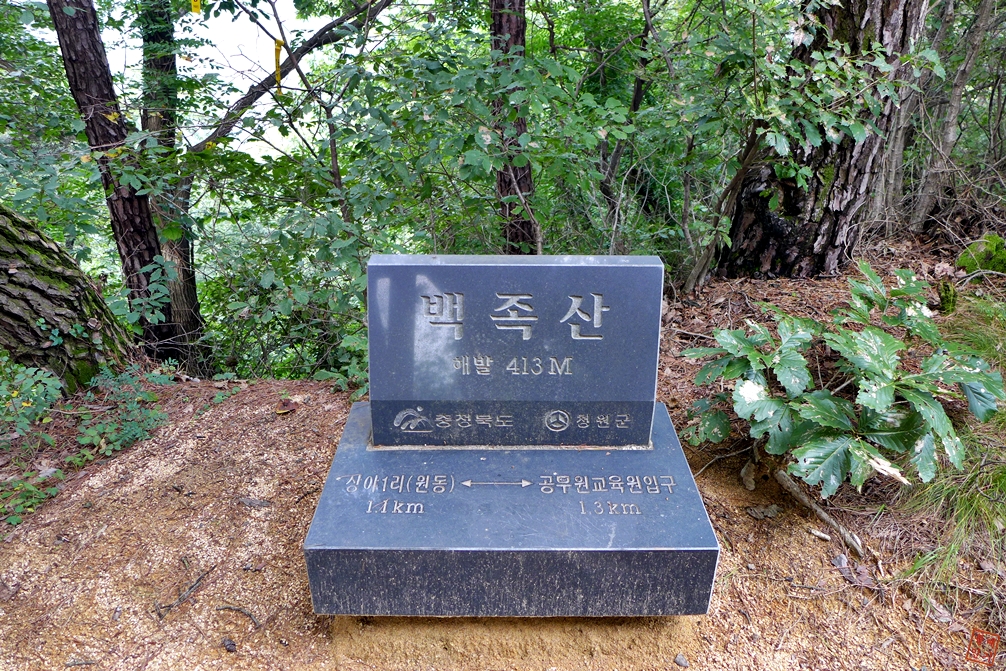 백 족 산
해발 413M
충청북도 청원군
상야1리(원동) ←→ 공무원교육원입구
1.1km 1.3km